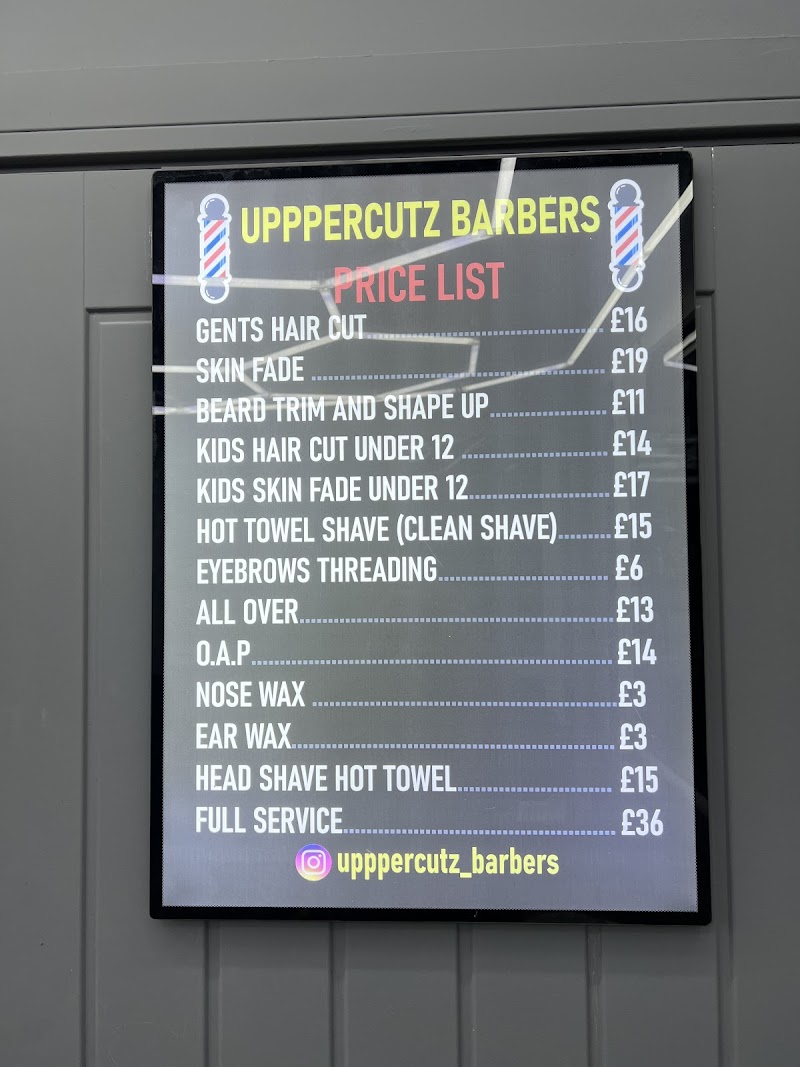 UPPPERCUTZ BARBERS
PRICE LIST
GENTS HAIR CUT........................................ £16
SKIN FADE ................................................ £19
BEARD TRIM AND SHAPE UP.................... £11
KIDS HAIR CUT UNDER 12 ........................ £14
KIDS SKIN FADE UNDER 12....................... £17
HOT TOWEL SHAVE (CLEAN SHAVE)........ £15
EYEBROWS THREADING............................ £6
ALL OVER.................................................... £13
O.A.P............................................................ £14
NOSE WAX .................................................. £3
EAR WAX..................................................... £3
HEAD SHAVE HOT TOWEL......................... £15
FULL SERVICE............................................. £36
upppercutz_barbers